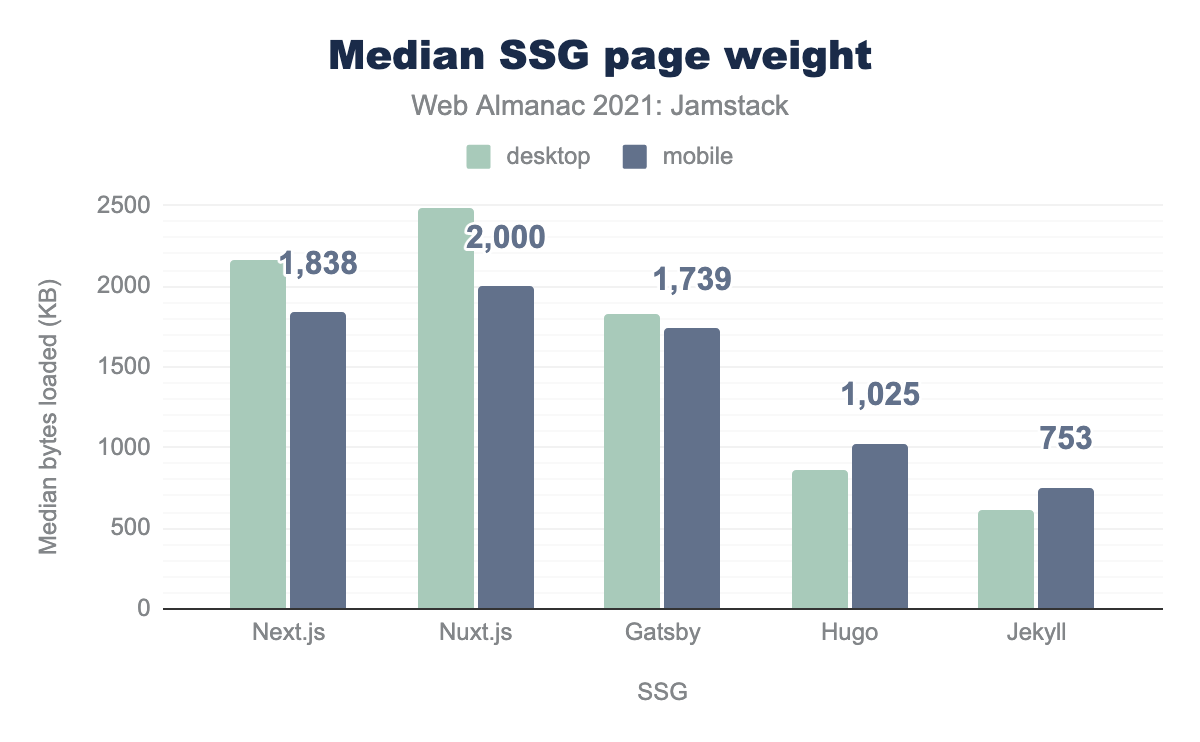 Median SSG page weight
Web Almanac 2021: Jamstack
desktop mobile
Median bytes loaded (KB)
2500
2000
1500
1000
500
0
1,838
2,000
1,739
1,025
753
Next.js Nuxt.js Gatsby Hugo Jekyll
SSG